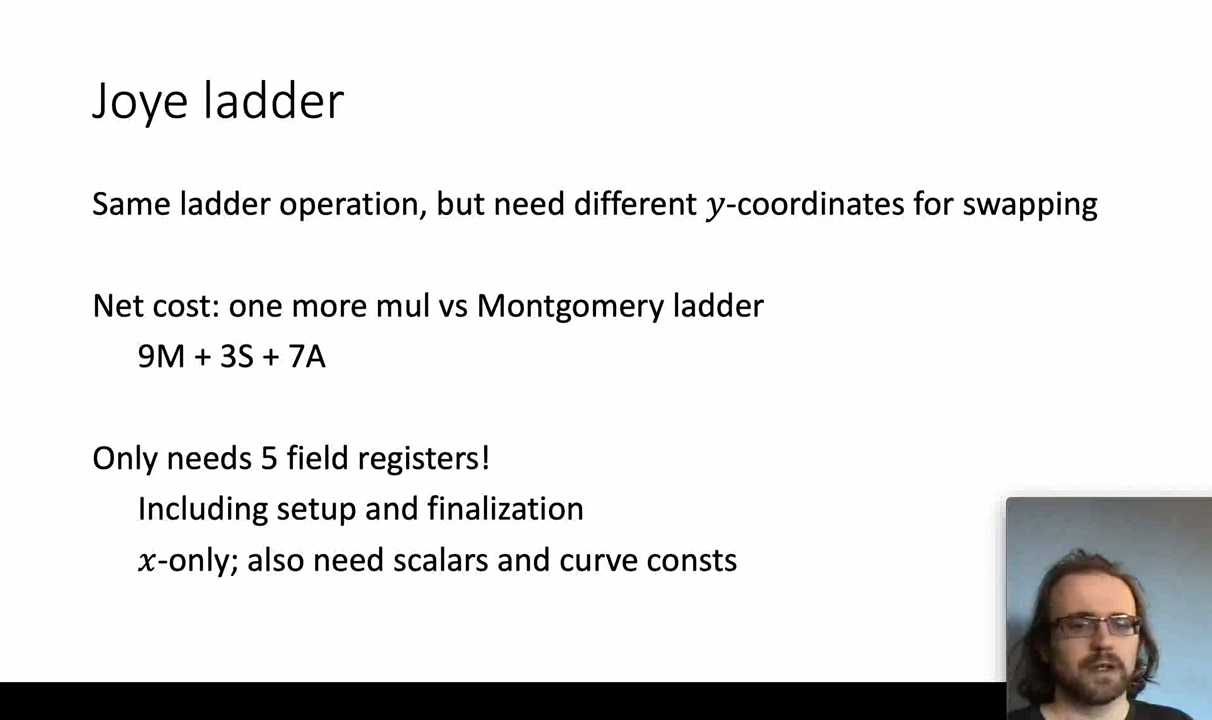 Joye ladder
Same ladder operation, but need different y-coordinates for swapping
Net cost: one more mul vs Montgomery ladder
9M + 3S + 7A
Only needs 5 field registers!
Including setup and finalization
x-only; also need scalars and curve consts